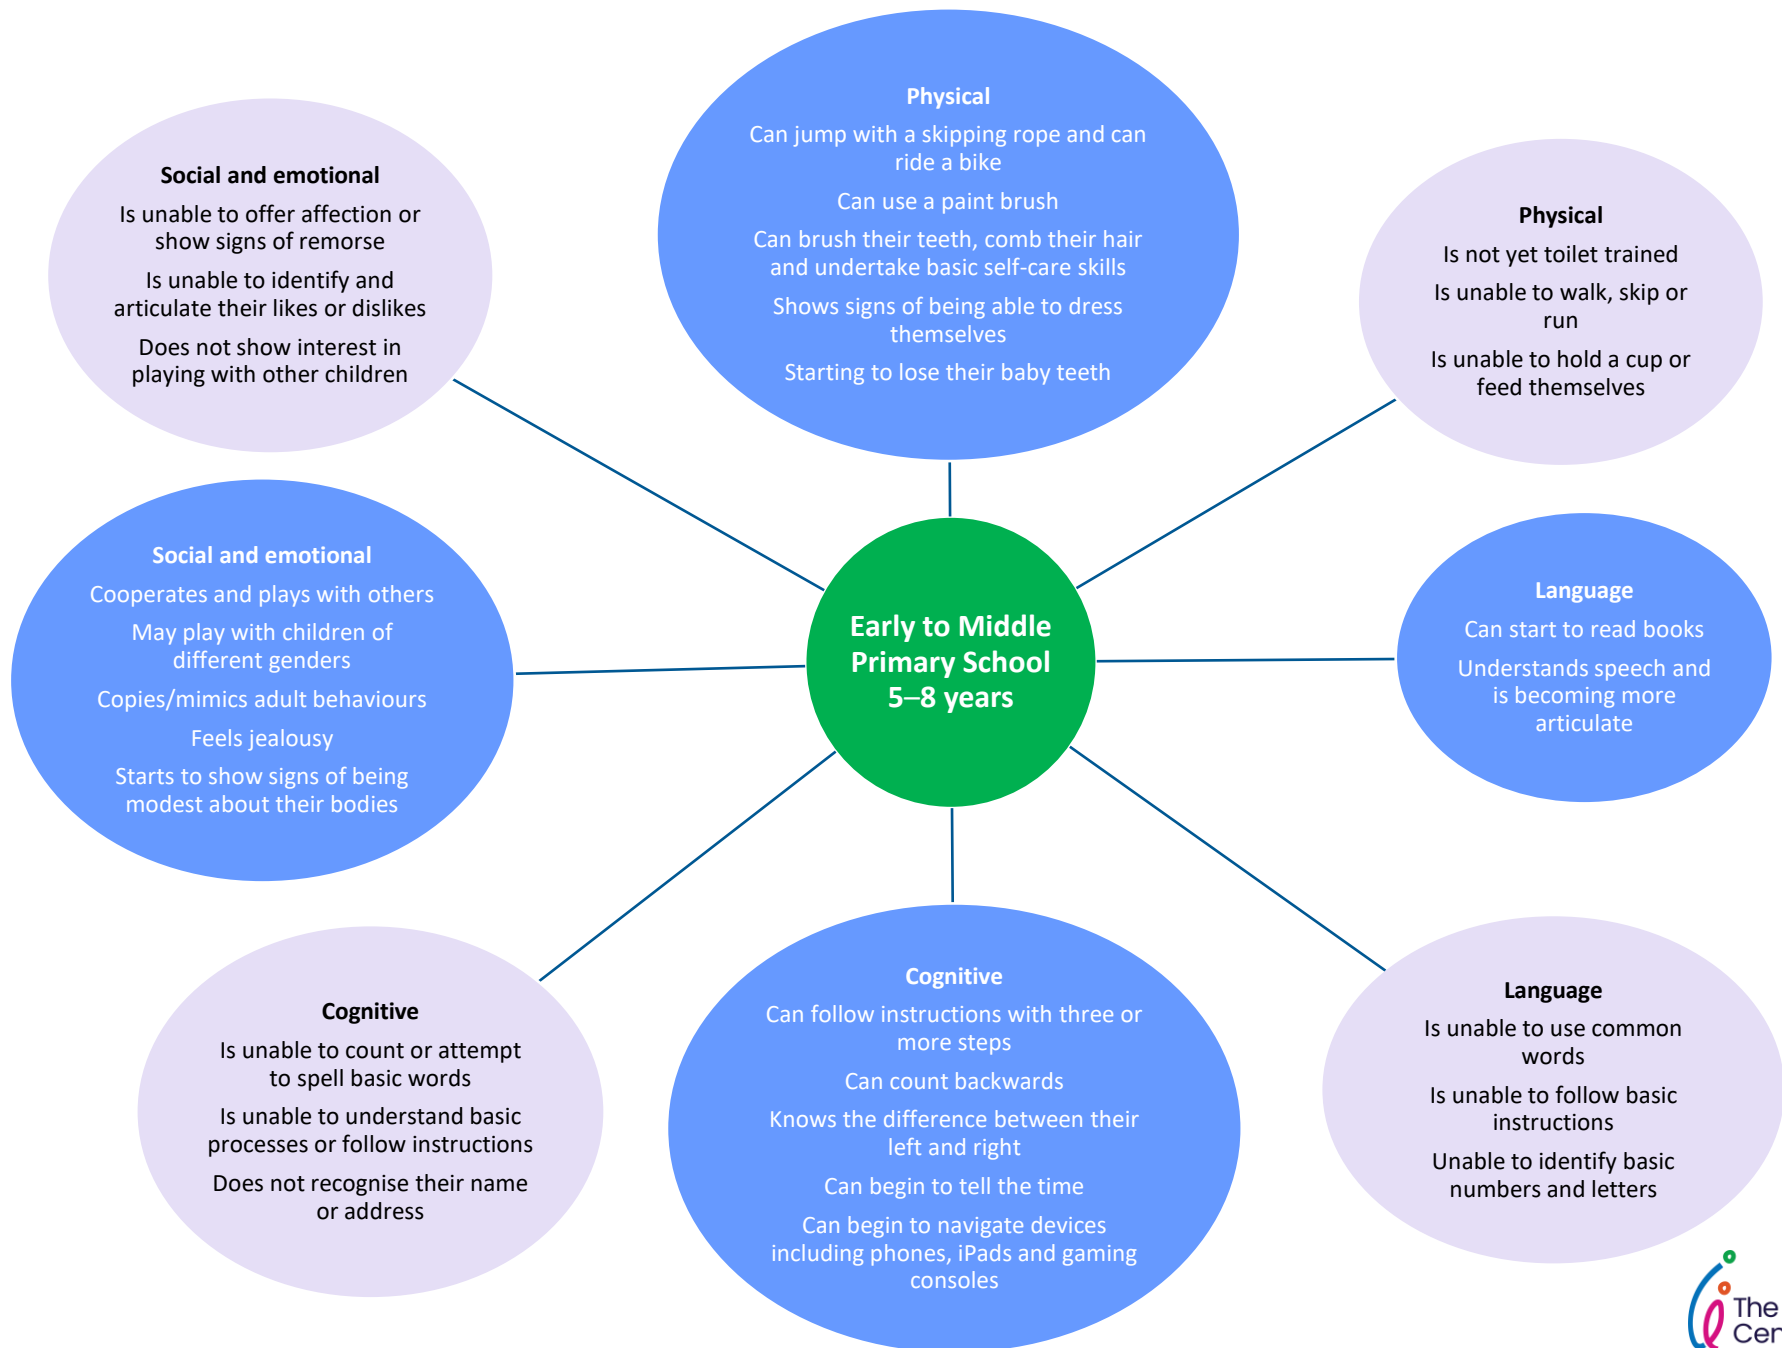 Physical
Can jump with a skipping rope and can
ride a bike
Can use a paint brush
Can brush their teeth, comb their hair
and undertake basic self-care skills
Shows signs of being able to dress
themselves
Starting to lose their baby teeth
Social and emotional
Is unable to offer affection or
show signs of remorse
Is unable to identify and
articulate their likes or dislikes
Does not show interest in
playing with other children
Physical
Is not yet toilet trained
Is unable to walk, skip or
run
Is unable to hold a cup or
feed themselves
Social and emotional
Cooperates and plays with others
May play with children of
different genders
Copies/mimics adult behaviours
Feels jealousy
Starts to show signs of being
modest about their bodies
Early to Middle
Primary School
5–8 years
Language
Can start to read books
Understands speech and
is becoming more
articulate
Cognitive
Is unable to count or attempt
to spell basic words
Is unable to understand basic
processes or follow instructions
Does not recognise their name
or address
Cognitive
Can follow instructions with three or
more steps
Can count backwards
Knows the difference between their
left and right
Can begin to tell the time
Can begin to navigate devices
including phones, iPads and gaming
consoles
Language
Is unable to use common
words
Is unable to follow basic
instructions
Unable to identify basic
numbers and letters
The
Cen